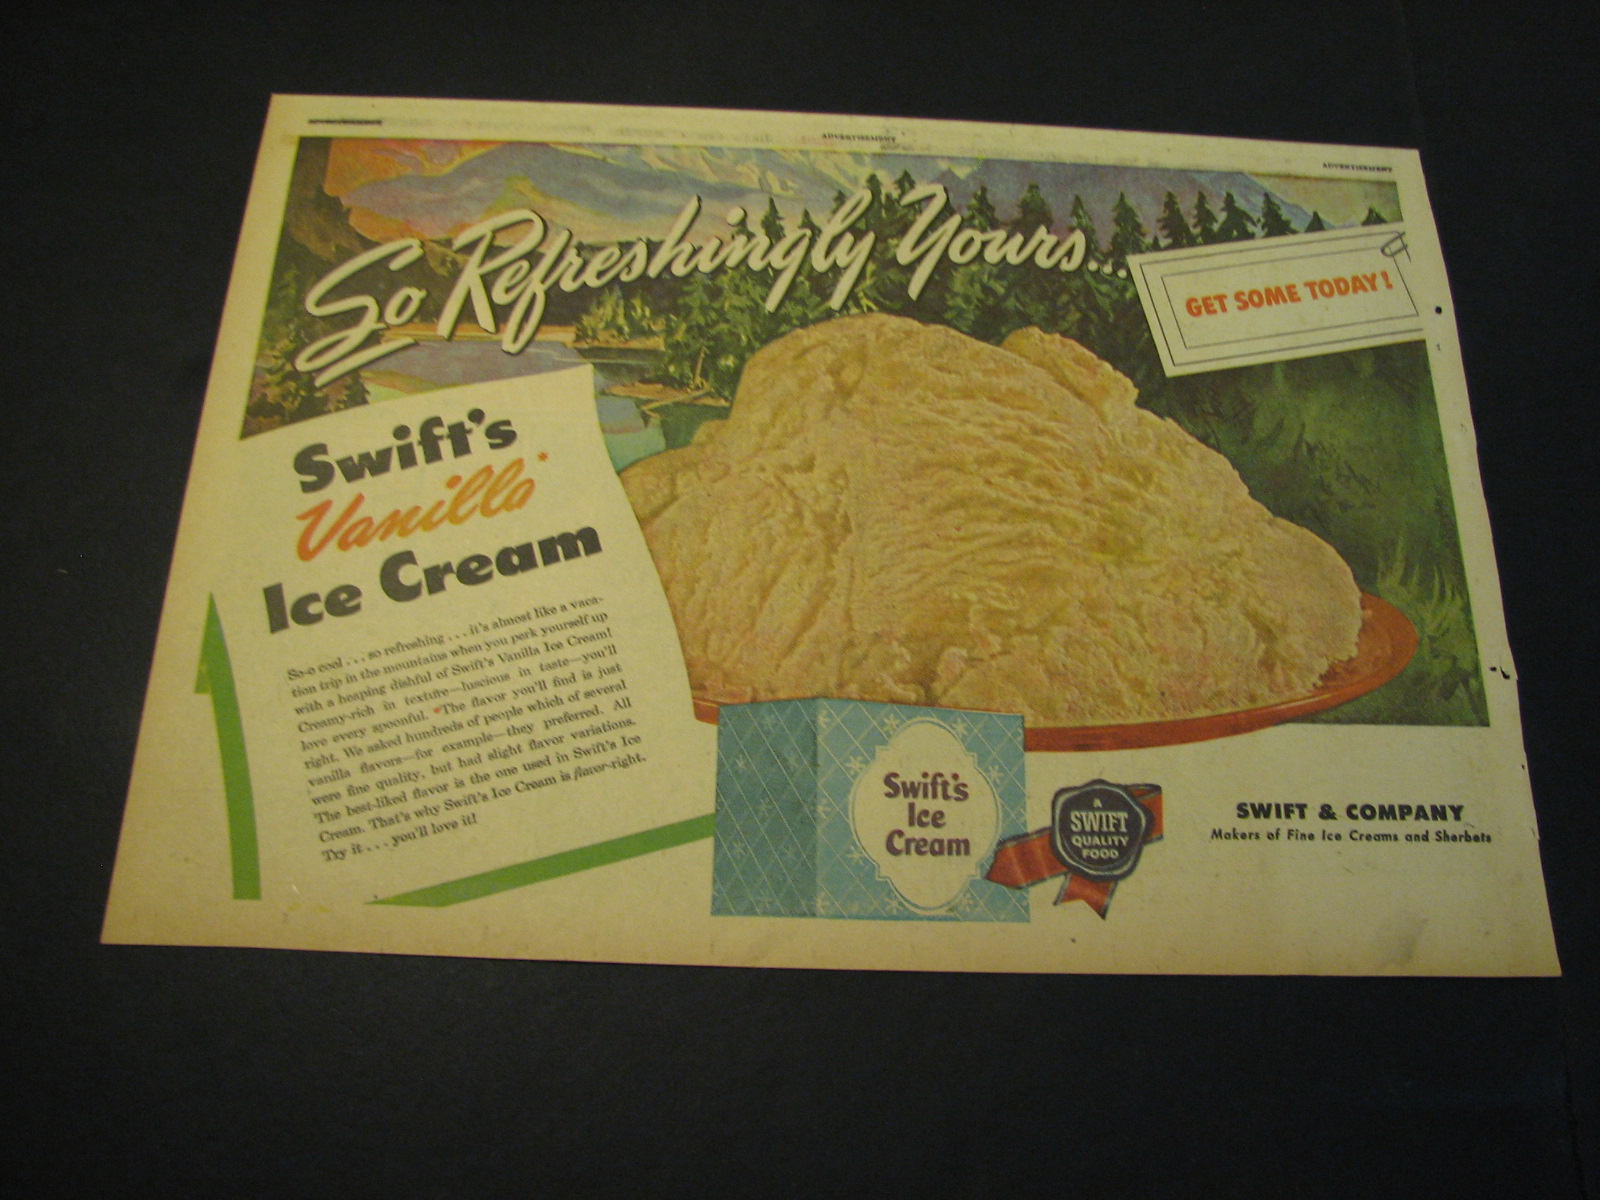 ADVERTISEMENT
ADVERTISEMENT
So Refreshingly Yours...
GET SOME TODAY!
Swift's
Vanilla*
Ice Cream
So-o cool . . . so refreshing . . . it's almost like a vaca-
tion trip in the mountains when you perk yourself up
with a heaping dishful of Swift's Vanilla Ice Cream!
Creamy-rich in texture—luscious in taste—you'll
love every spoonful. *The flavor you'll find is just
right. We asked hundreds of people which of several
vanilla flavors—for example—they preferred. All
were fine quality, but had slight flavor variations.
The best-liked flavor is the one used in Swift's Ice
Cream. That's why Swift's Ice Cream is flavor-right.
Try it . . . you'll love it!
Swift's
Ice
Cream
A
SWIFT
QUALITY
FOOD
SWIFT & COMPANY
Makers of Fine Ice Creams and Sherbets